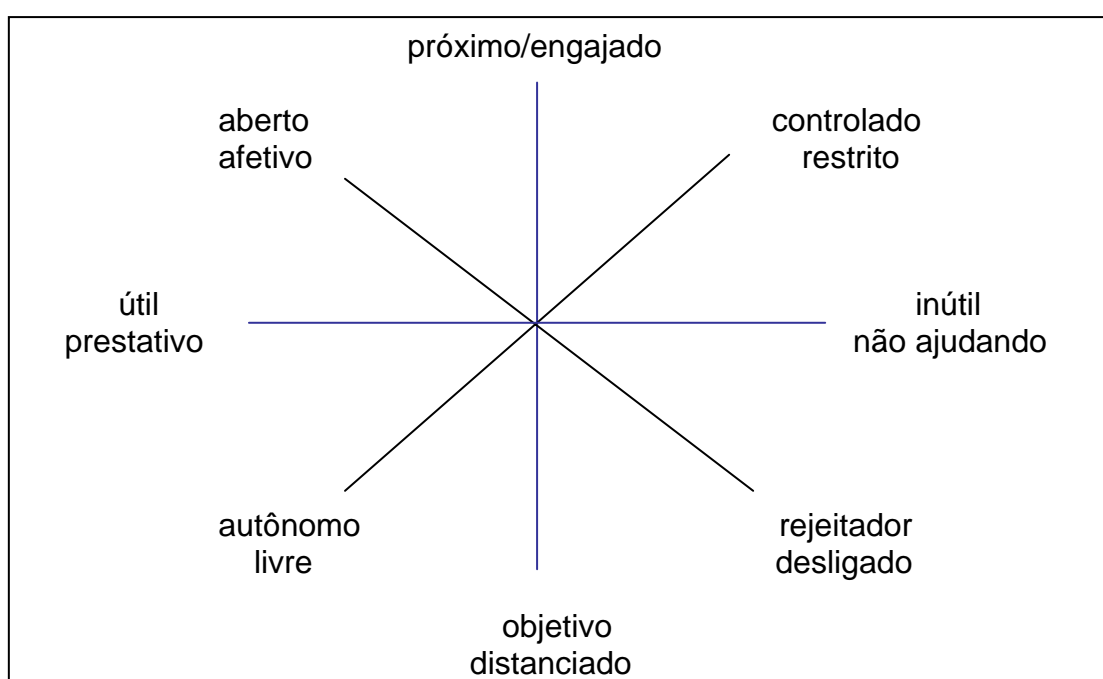 próximo/engajado
aberto
afetivo
controlado
restrito
útil
prestativo
inútil
não ajudando
autônomo
livre
rejeitador
desligado
objetivo
distanciado